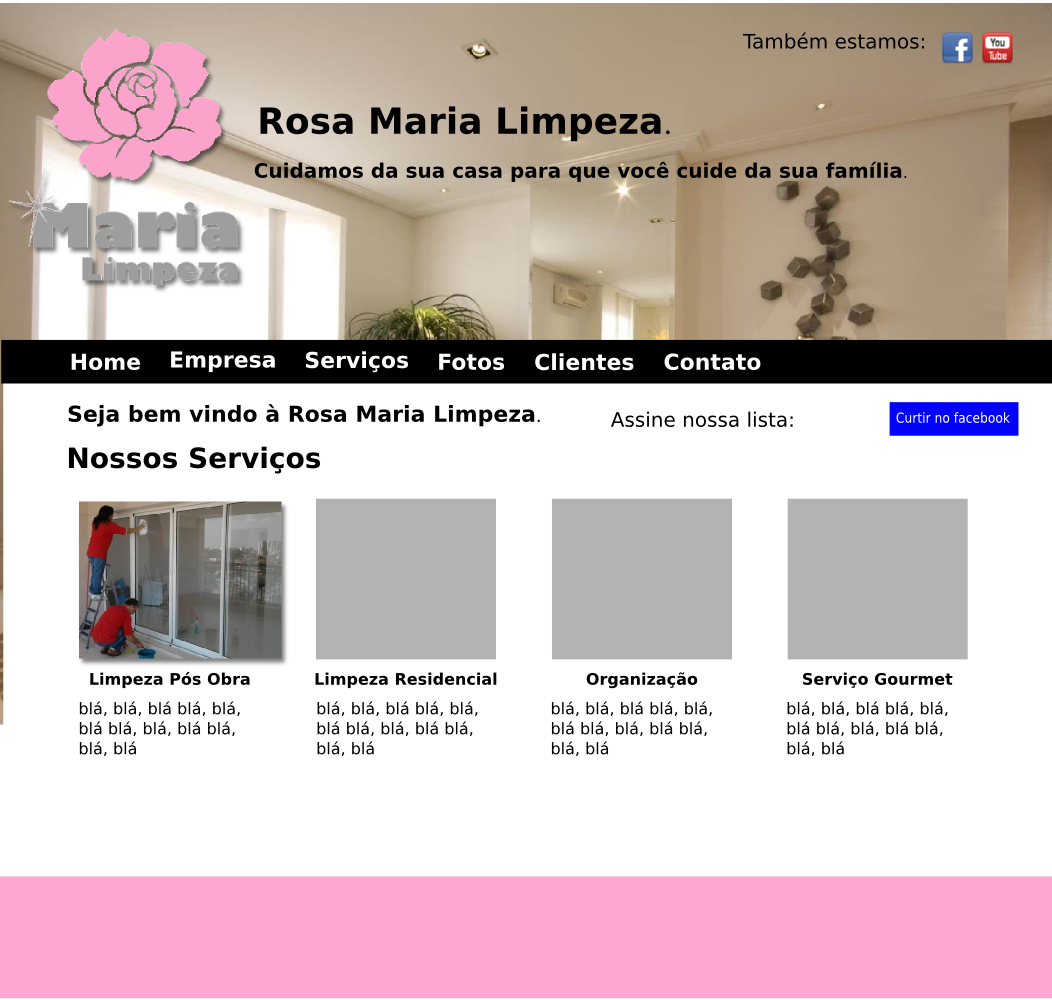 Também estamos:
f
You
Tube
Rosa Maria Limpeza.
Cuidamos da sua casa para que você cuide da sua família.
Maria
Limpeza
Home Empresa Serviços Fotos Clientes Contato
Seja bem vindo à Rosa Maria Limpeza.
Assine nossa lista:
Curtir no facebook
Nossos Serviços
Limpeza Pós Obra
blá, blá, blá blá, blá,
blá blá, blá, blá blá,
blá, blá
Limpeza Residencial
blá, blá, blá blá, blá,
blá blá, blá, blá blá,
blá, blá
Organização
blá, blá, blá blá, blá,
blá blá, blá, blá blá,
blá, blá
Serviço Gourmet
blá, blá, blá blá, blá,
blá blá, blá, blá blá,
blá, blá